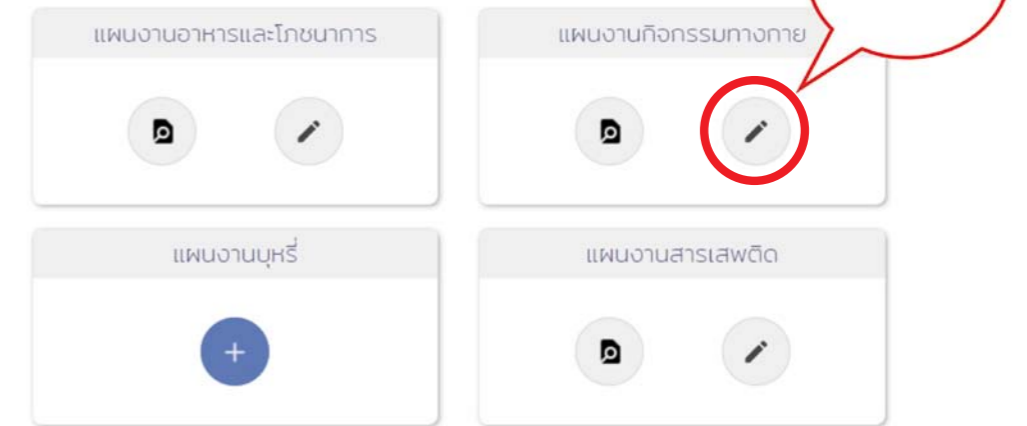 แผนงานอาหารและโภชนาการ
แผนงานกิจกรรมทางกาย
แผนงานบุหรี่
แผนงานสารเสพติด